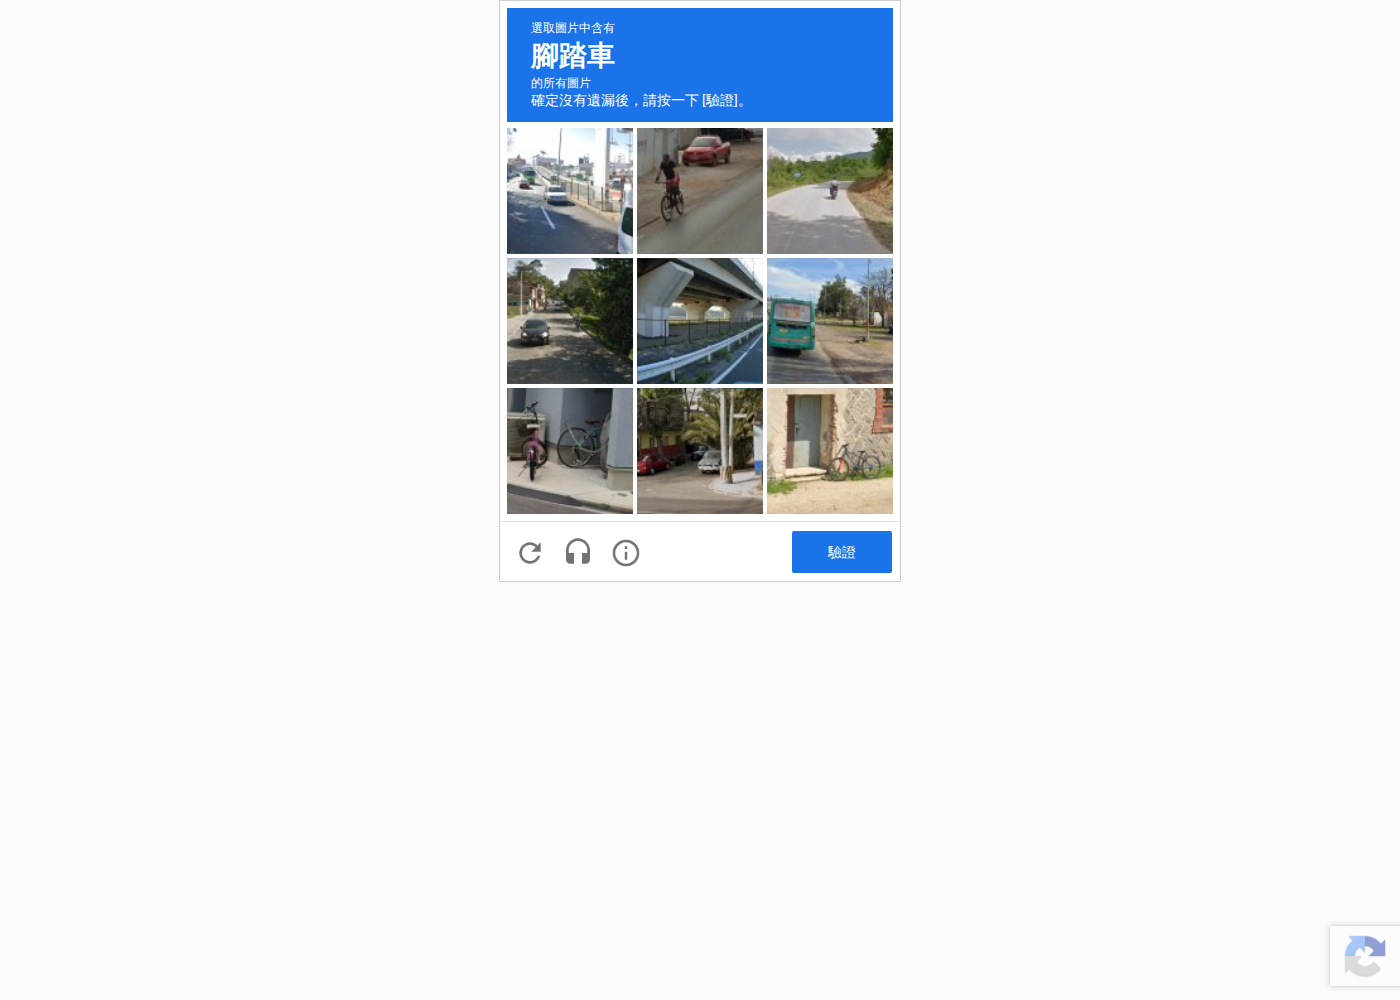 選取圖片中含有
腳踏車
的所有圖片
確定沒有遺漏後，請按一下 [驗證]。
驗證